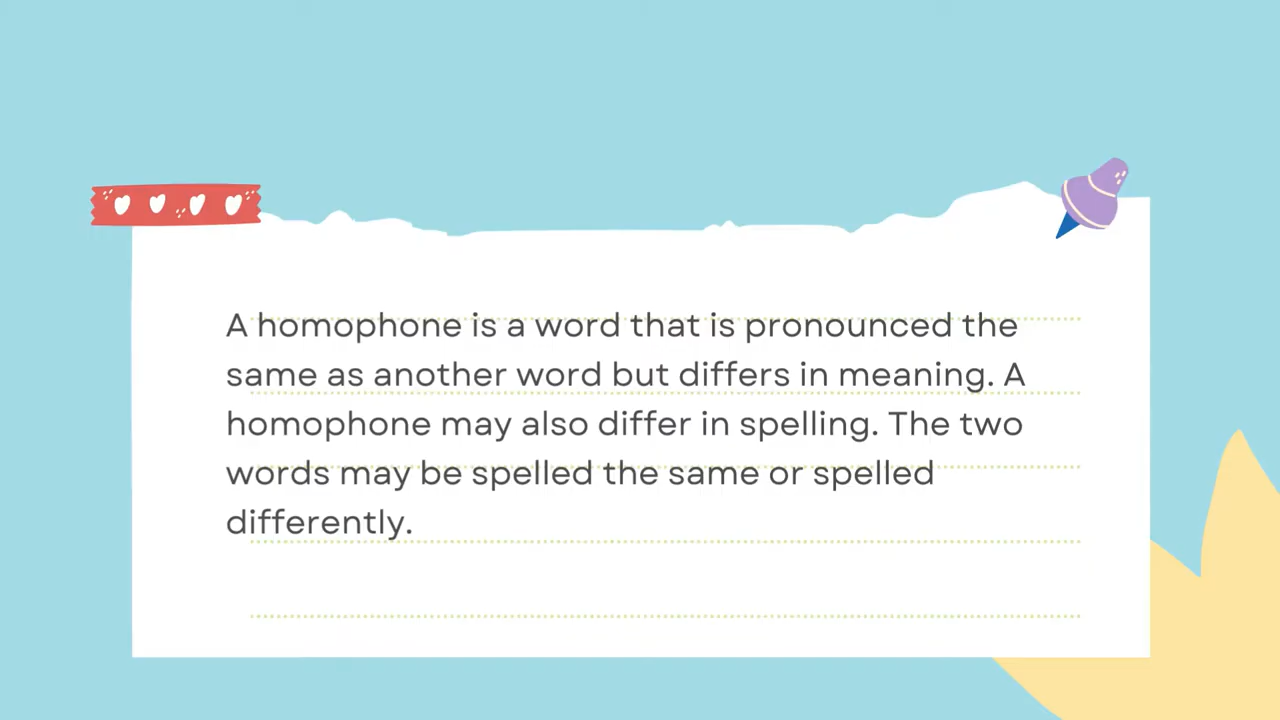 A homophone is a word that is pronounced the
same as another word but differs in meaning. A
homophone may also differ in spelling. The two
words may be spelled the same or spelled
differently.